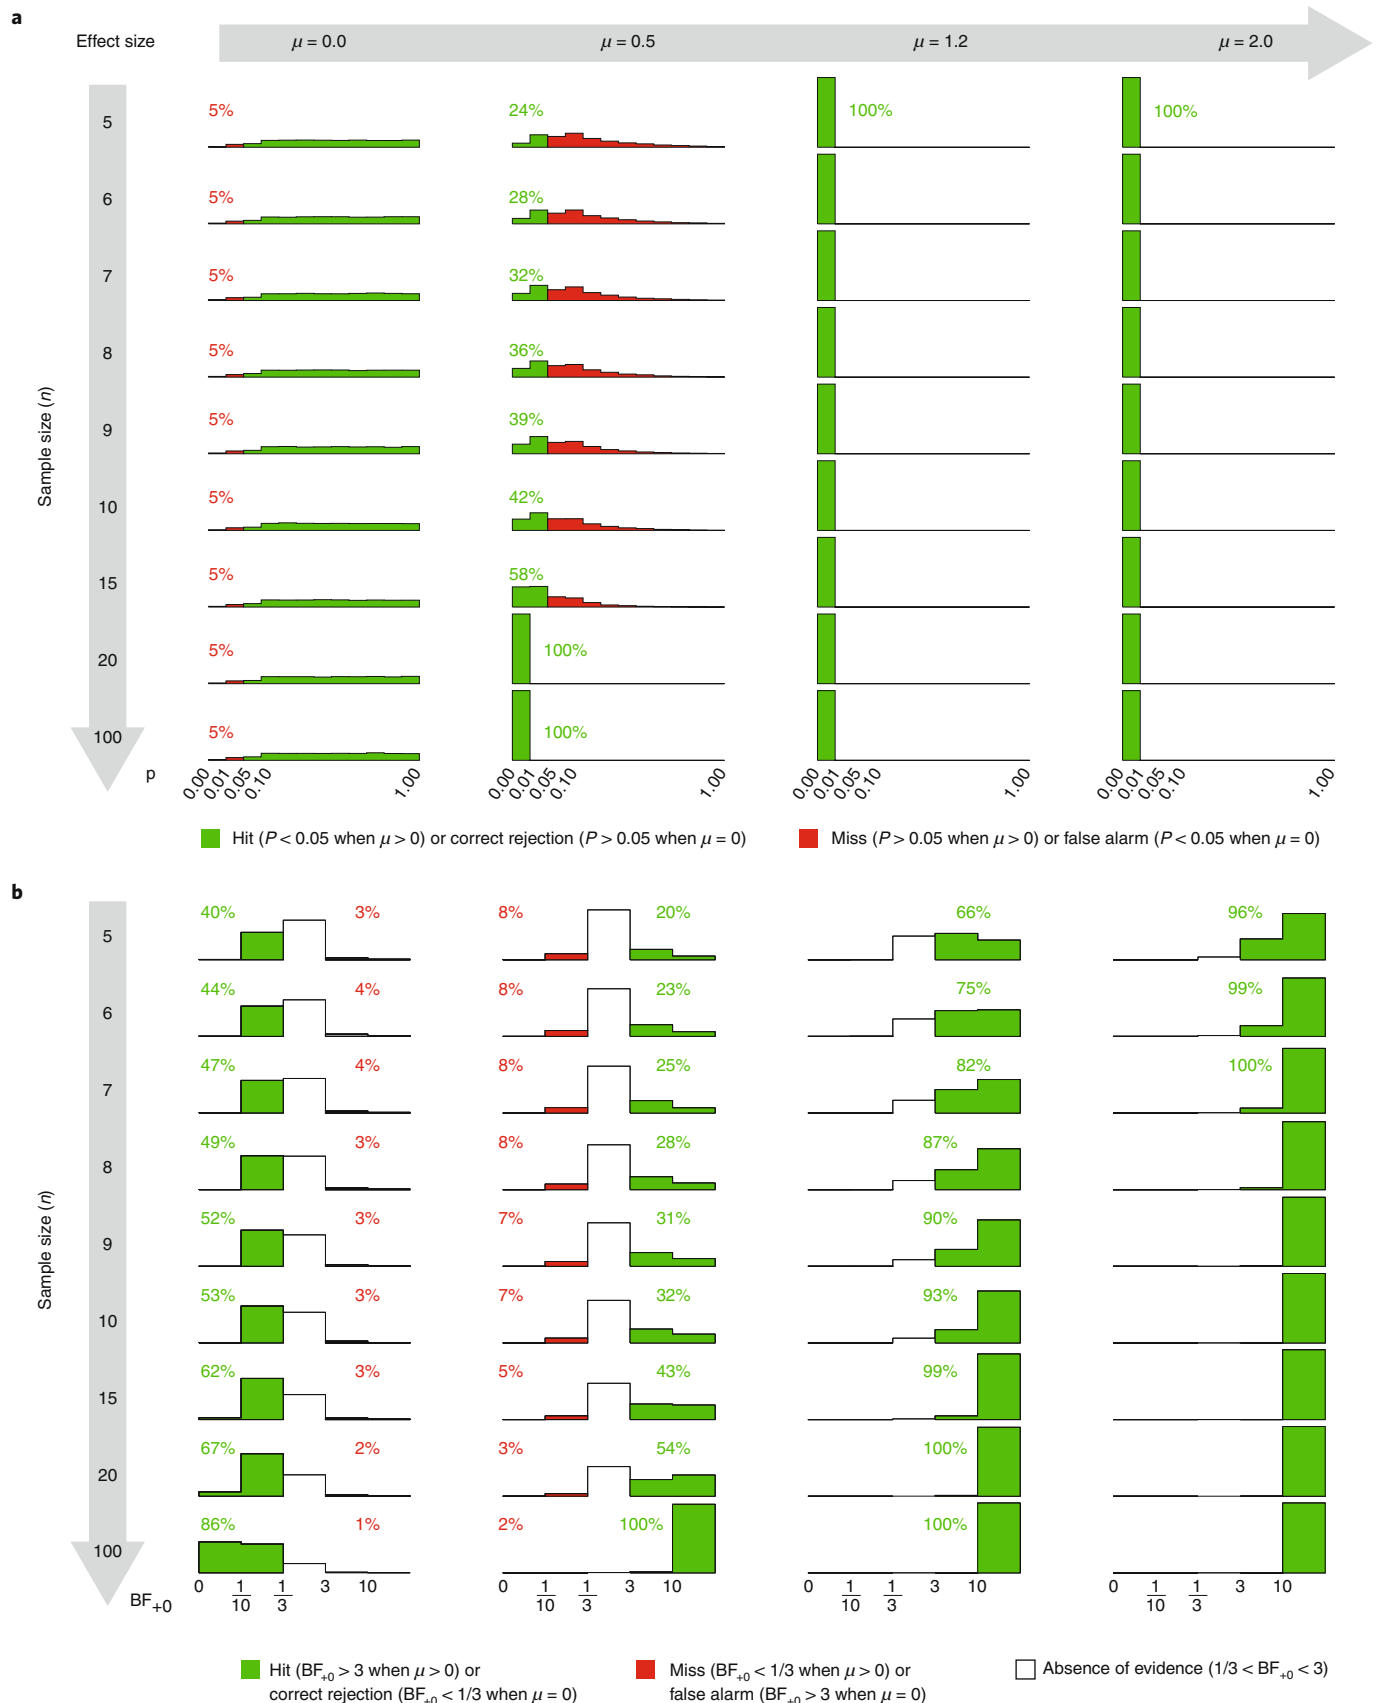 a
Effect size
μ = 0.0
μ = 0.5
μ = 1.2
μ = 2.0
Sample size (n)
5
5%
24%
100%
100%
6
5%
28%
7
5%
32%
8
5%
36%
9
5%
39%
10
5%
42%
15
5%
58%
20
5%
100%
100
5%
100%
p
0.00 0.01 0.05 0.10 1.00
0.00 0.01 0.05 0.10 1.00
0.00 0.01 0.05 0.10 1.00
0.00 0.01 0.05 0.10 1.00
Hit (P < 0.05 when μ > 0) or correct rejection (P > 0.05 when μ = 0)
Miss (P > 0.05 when μ > 0) or false alarm (P < 0.05 when μ = 0)
b
Sample size (n)
5
40% 3%
8% 20%
66%
96%
6
44% 4%
8% 23%
75%
99%
7
47% 4%
8% 25%
82%
100%
8
49% 3%
8% 28%
87%
9
52% 3%
7% 31%
90%
10
53% 3%
7% 32%
93%
15
62% 3%
5% 43%
99%
20
67% 2%
3% 54%
100%
100
86% 1%
2% 100%
100%
BF+0
0 1/10 1/3 3 10
0 1/10 1/3 3 10
0 1/10 1/3 3 10
0 1/10 1/3 3 10
Hit (BF+0 > 3 when μ > 0) or
correct rejection (BF+0 < 1/3 when μ = 0)
Miss (BF+0 < 1/3 when μ > 0) or
false alarm (BF+0 > 3 when μ = 0)
Absence of evidence (1/3 < BF+0 < 3)